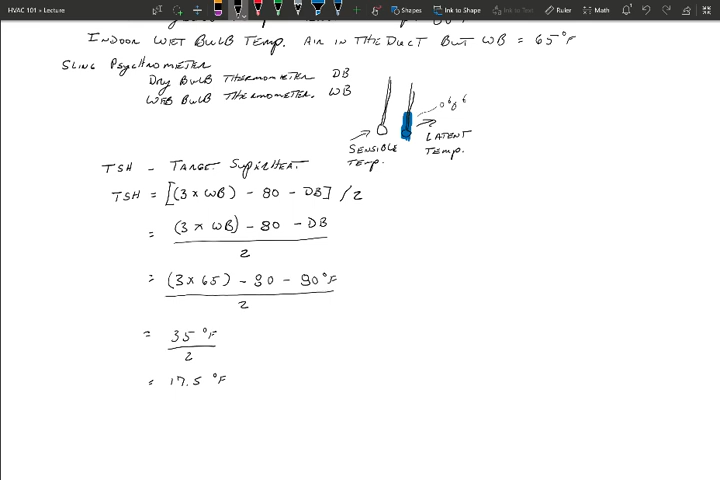 HVAC 101 » Lecture
Shapes
Ink to Shape
Ink to Text
Ruler
Math
INDOOR WET BULB TEMP. AIR IN THE DUCT BUT WB = 65°F
SLING PSYCHROMETER
DRY BULB THERMOMETER DB
WEB BULB THERMOMETER. WB
SENSIBLE TEMP.
LATENT TEMP.
TSH - TARGET SUPERHEAT.
TSH = [(3 x WB) - 80 - DB] / 2
= (3 x WB) - 80 - DB
2
= (3 x 65) - 80 - 80°F
2
= 35 °F
2
= 17.5 °F